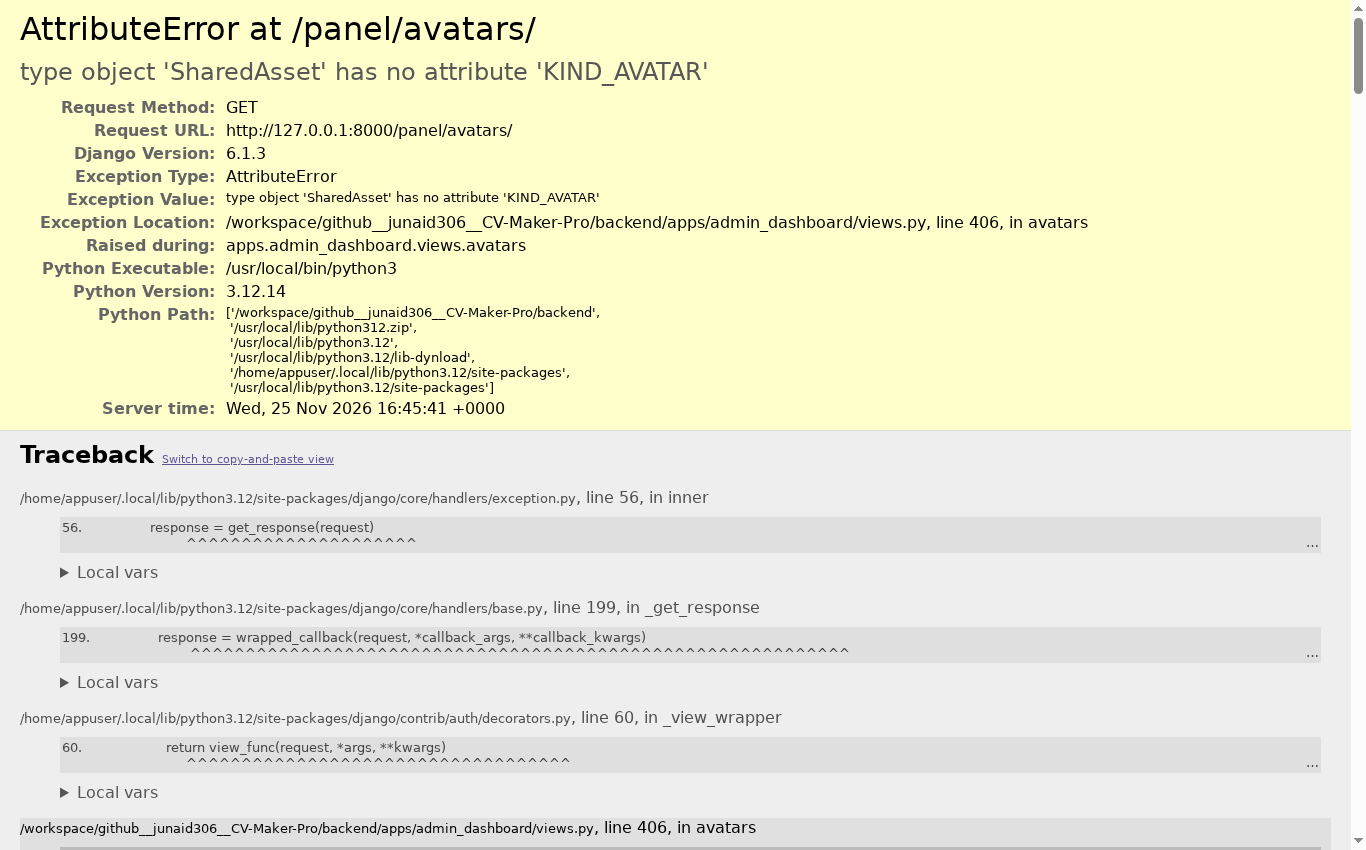 AttributeError at /panel/avatars/
type object 'SharedAsset' has no attribute 'KIND_AVATAR'
Request Method: GET
Request URL: http://127.0.0.1:8000/panel/avatars/
Django Version: 6.1.3
Exception Type: AttributeError
Exception Value: type object 'SharedAsset' has no attribute 'KIND_AVATAR'
Exception Location: /workspace/github__junaid306__CV-Maker-Pro/backend/apps/admin_dashboard/views.py, line 406, in avatars
Raised during: apps.admin_dashboard.views.avatars
Python Executable: /usr/local/bin/python3
Python Version: 3.12.14
Python Path: ['/workspace/github__junaid306__CV-Maker-Pro/backend',
'/usr/local/lib/python312.zip',
'/usr/local/lib/python3.12',
'/usr/local/lib/python3.12/lib-dynload',
'/home/appuser/.local/lib/python3.12/site-packages',
'/usr/local/lib/python3.12/site-packages']
Server time: Wed, 25 Nov 2026 16:45:41 +0000
Traceback Switch to copy-and-paste view
/home/appuser/.local/lib/python3.12/site-packages/django/core/handlers/exception.py, line 56, in inner
56. response = get_response(request)
^^^^^^^^^^^^^^^^^^^^^ …
Local vars
/home/appuser/.local/lib/python3.12/site-packages/django/core/handlers/base.py, line 199, in _get_response
199. response = wrapped_callback(request, *callback_args, **callback_kwargs)
^^^^^^^^^^^^^^^^^^^^^^^^^^^^^^^^^^^^^^^^^^^^^^^^^^^^^^^^^^^^ …
Local vars
/home/appuser/.local/lib/python3.12/site-packages/django/contrib/auth/decorators.py, line 60, in _view_wrapper
60. return view_func(request, *args, **kwargs)
^^^^^^^^^^^^^^^^^^^^^^^^^^^^^^^^^^^ …
Local vars
/workspace/github__junaid306__CV-Maker-Pro/backend/apps/admin_dashboard/views.py, line 406, in avatars